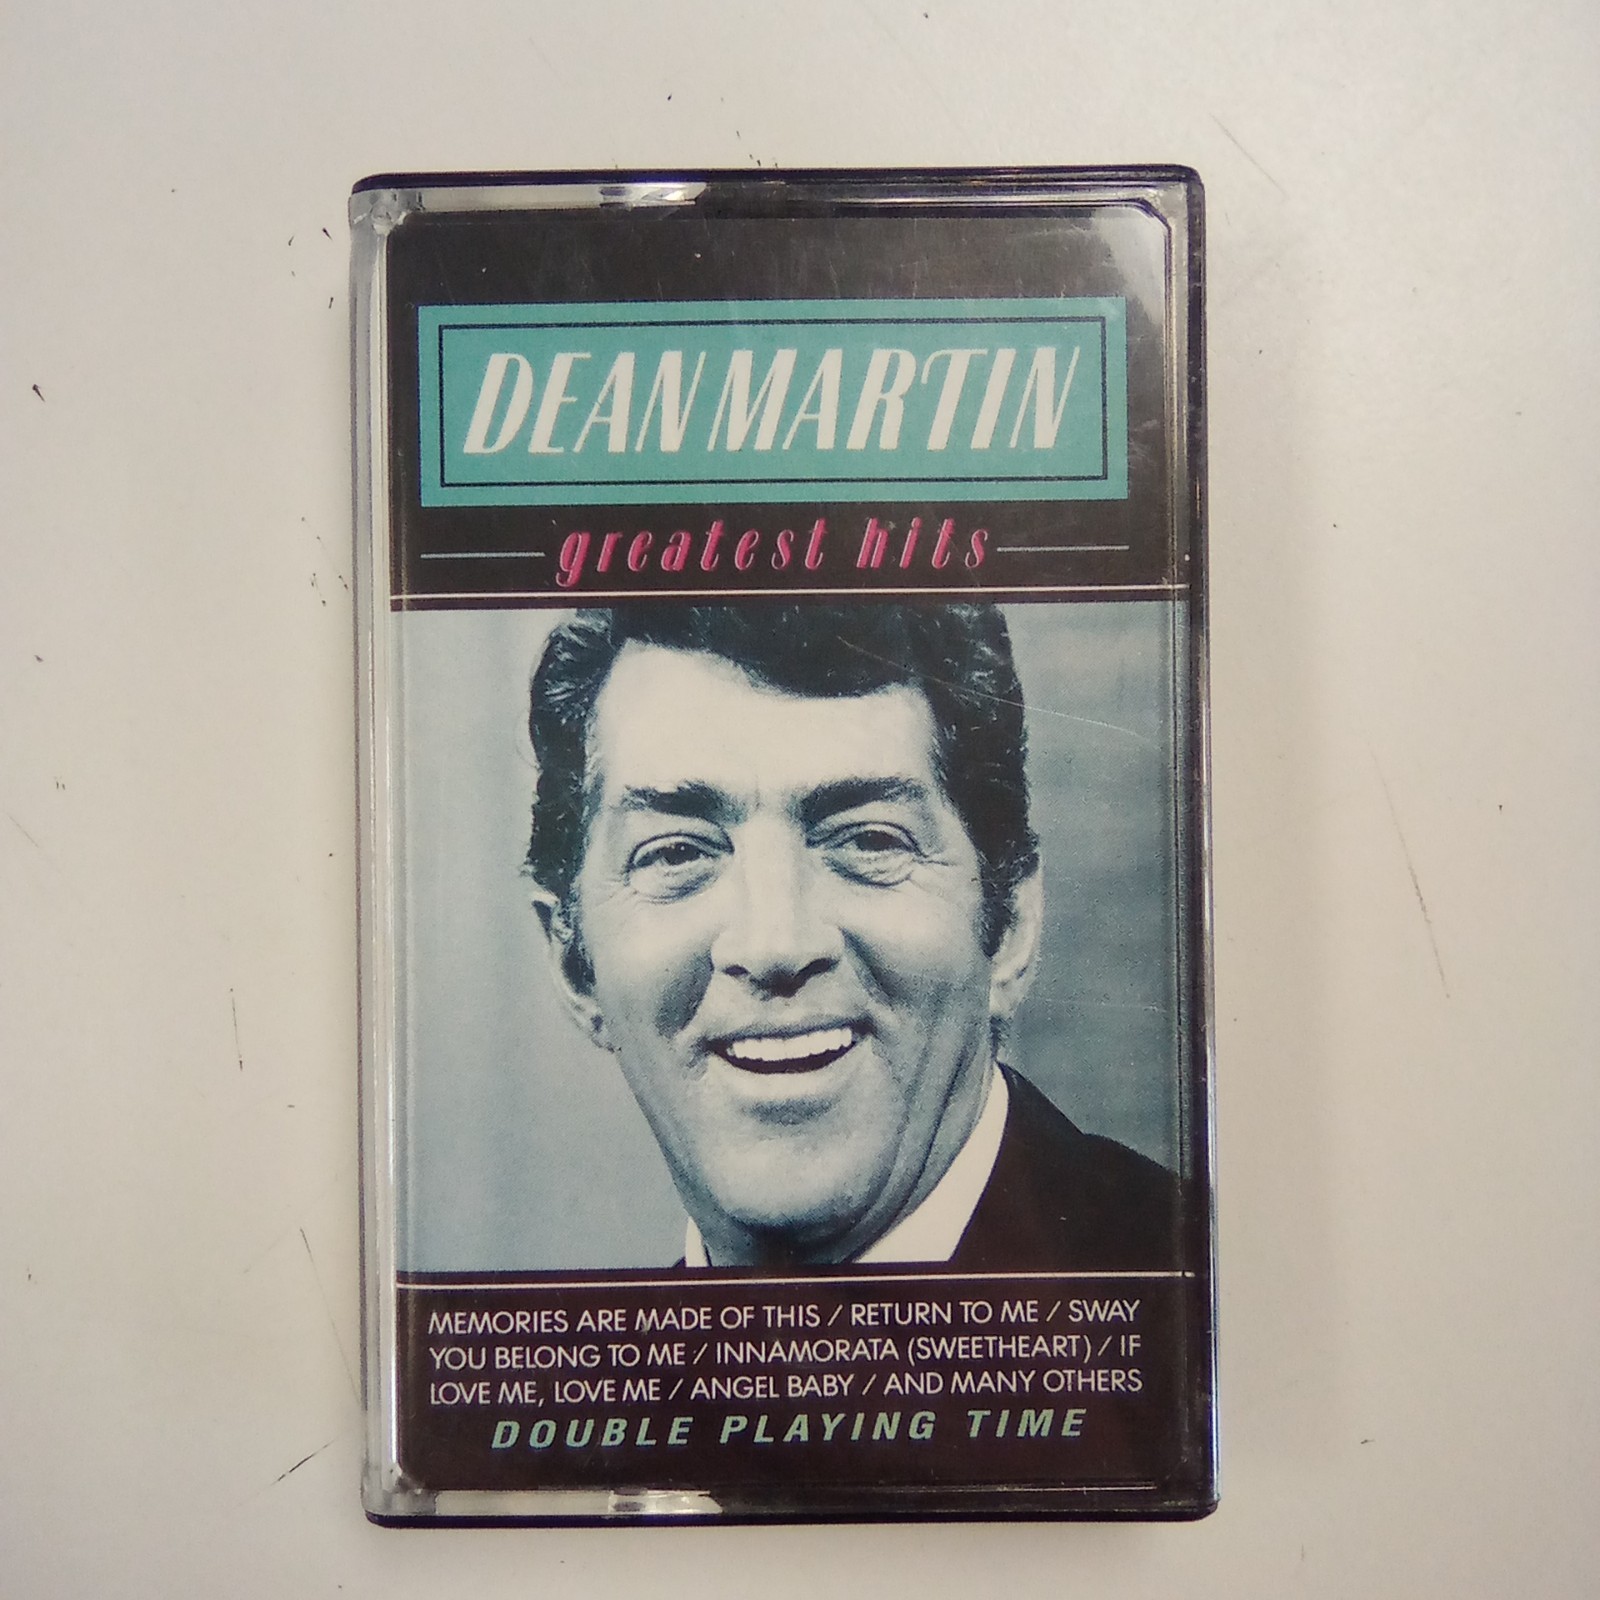 DEAN MARTIN
greatest hits
MEMORIES ARE MADE OF THIS / RETURN TO ME / SWAY
YOU BELONG TO ME / INNAMORATA (SWEETHEART) / IF
LOVE ME, LOVE ME / ANGEL BABY / AND MANY OTHERS
DOUBLE PLAYING TIME